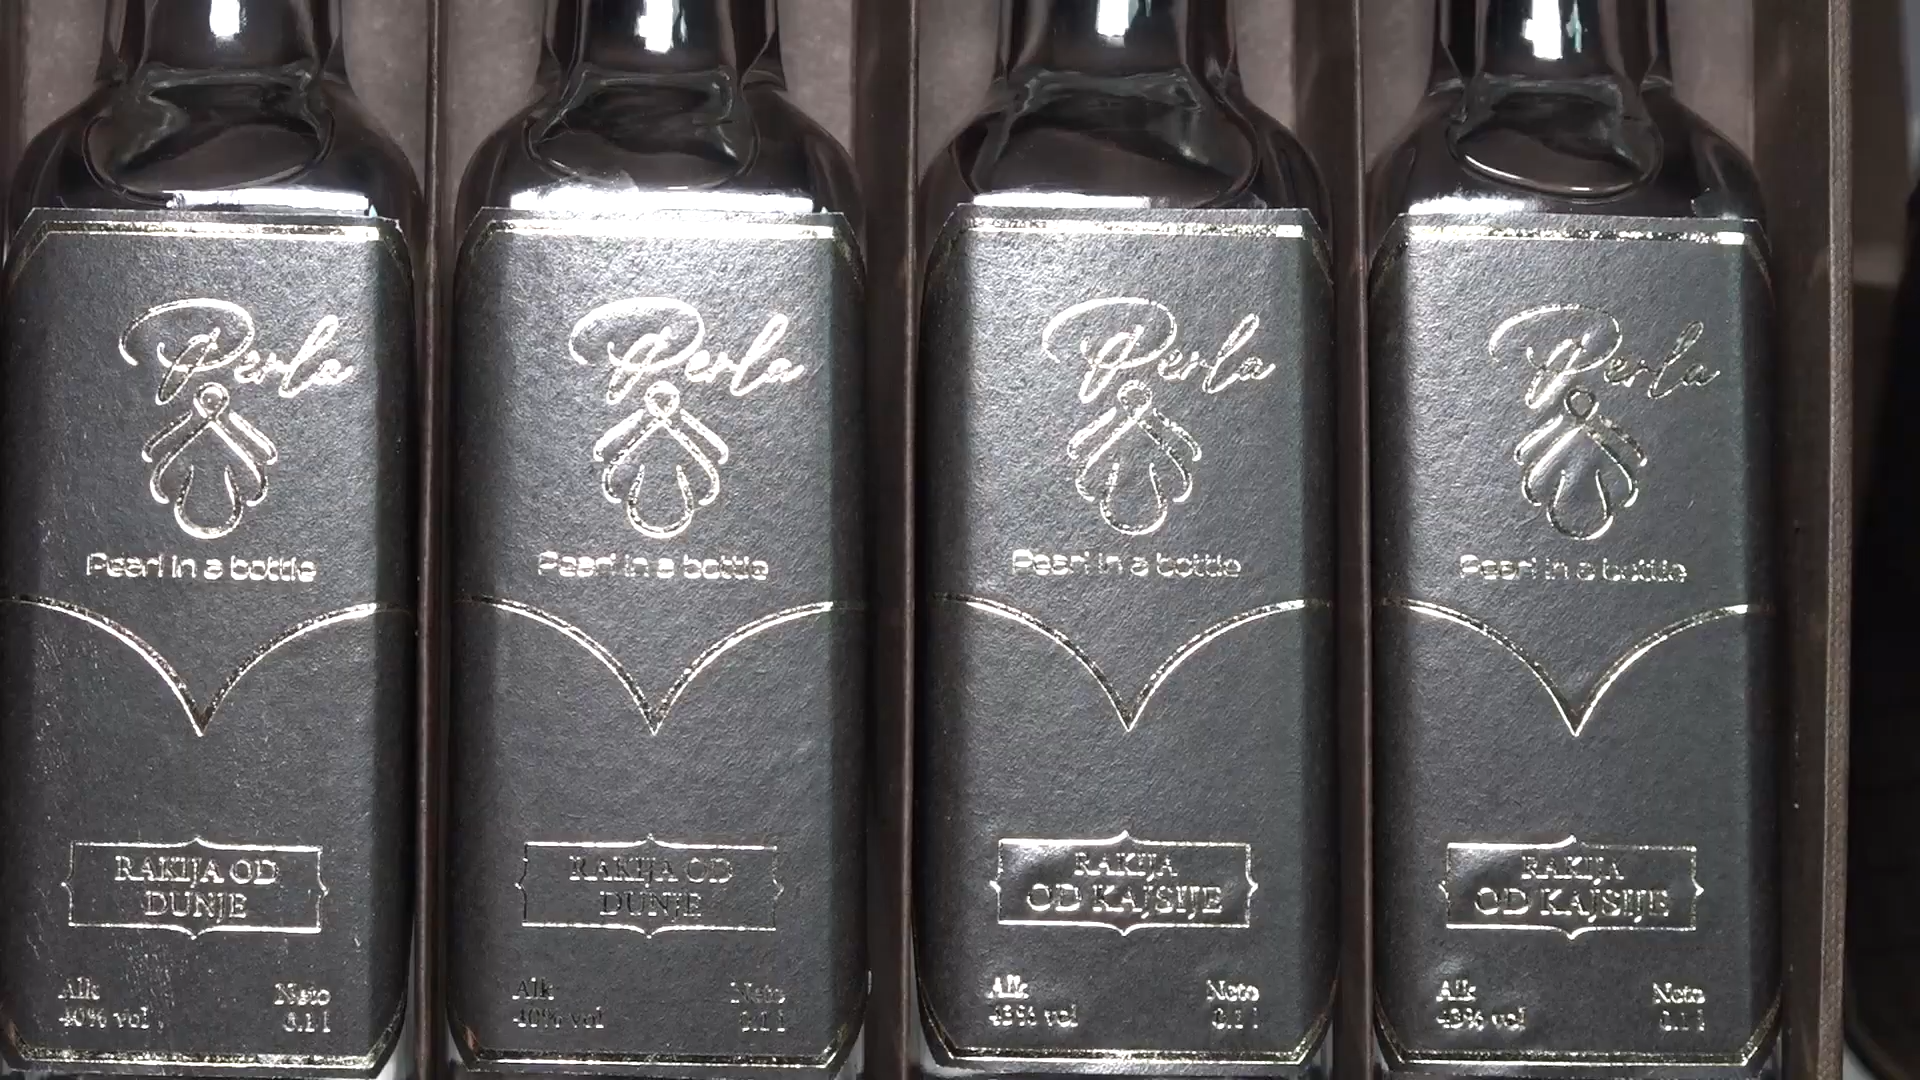 Perla
Pearl in a bottle
RAKIJA OD
DUNJE
Alk
40% vol
Neto
0.1 l
Perla
Pearl in a bottle
RAKIJA OD
DUNJE
Alk
40% vol
Neto
0.1 l
Perla
Pearl in a bottle
RAKIJA
OD KAJSIJE
Alk
43% vol
Neto
0.1 l
Perla
Pearl in a bottle
RAKIJA
OD KAJSIJE
Alk
43% vol
Neto
0.1 l